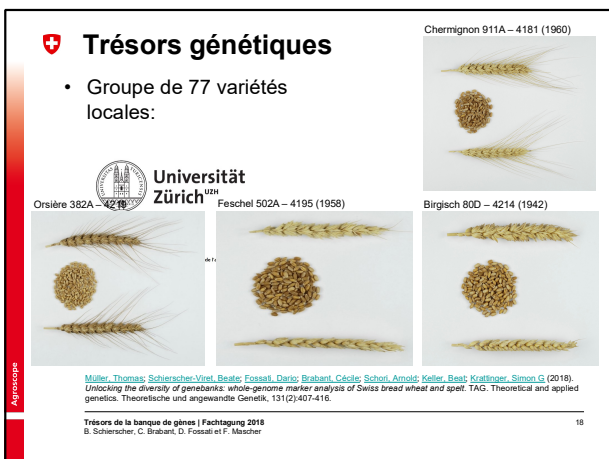 Trésors génétiques
• Groupe de 77 variétés
locales:
Chermignon 911A – 4181 (1960)
Universität
Zürich UZH
Orsière 382A – 4219
Feschel 502A – 4195 (1958)
Birgisch 80D – 4214 (1942)
Müller, Thomas; Schierscher-Viret, Beate; Fossati, Dario; Brabant, Cécile; Schori, Arnold; Keller, Beat; Krattinger, Simon G (2018).
Unlocking the diversity of genebanks: whole-genome marker analysis of Swiss bread wheat and spelt. TAG. Theoretical and applied
genetics. Theoretische und angewandte Genetik, 131(2):407-416.
Agroscope
Trésors de la banque de gènes | Fachtagung 2018
B. Schierscher, C. Brabant, D. Fossati et F. Mascher
18